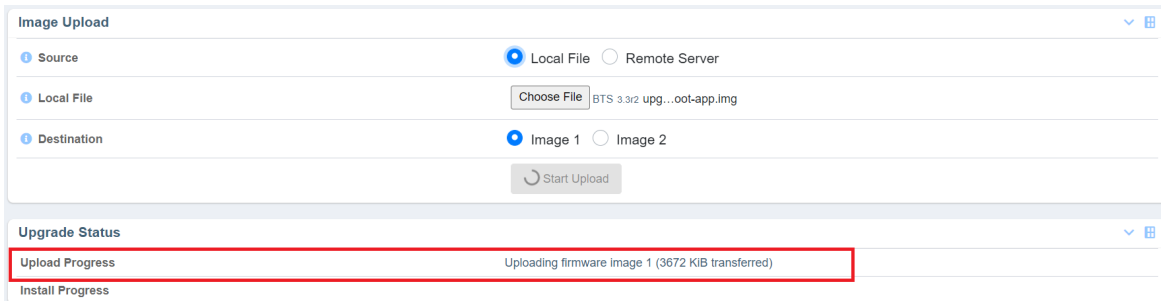 Image Upload
Source Local File Remote Server
Local File Choose File BTS 3.3r2 upg...oot-app.img
Destination Image 1 Image 2
Start Upload
Upgrade Status
Upload Progress Uploading firmware image 1 (3672 KiB transferred)
Install Progress